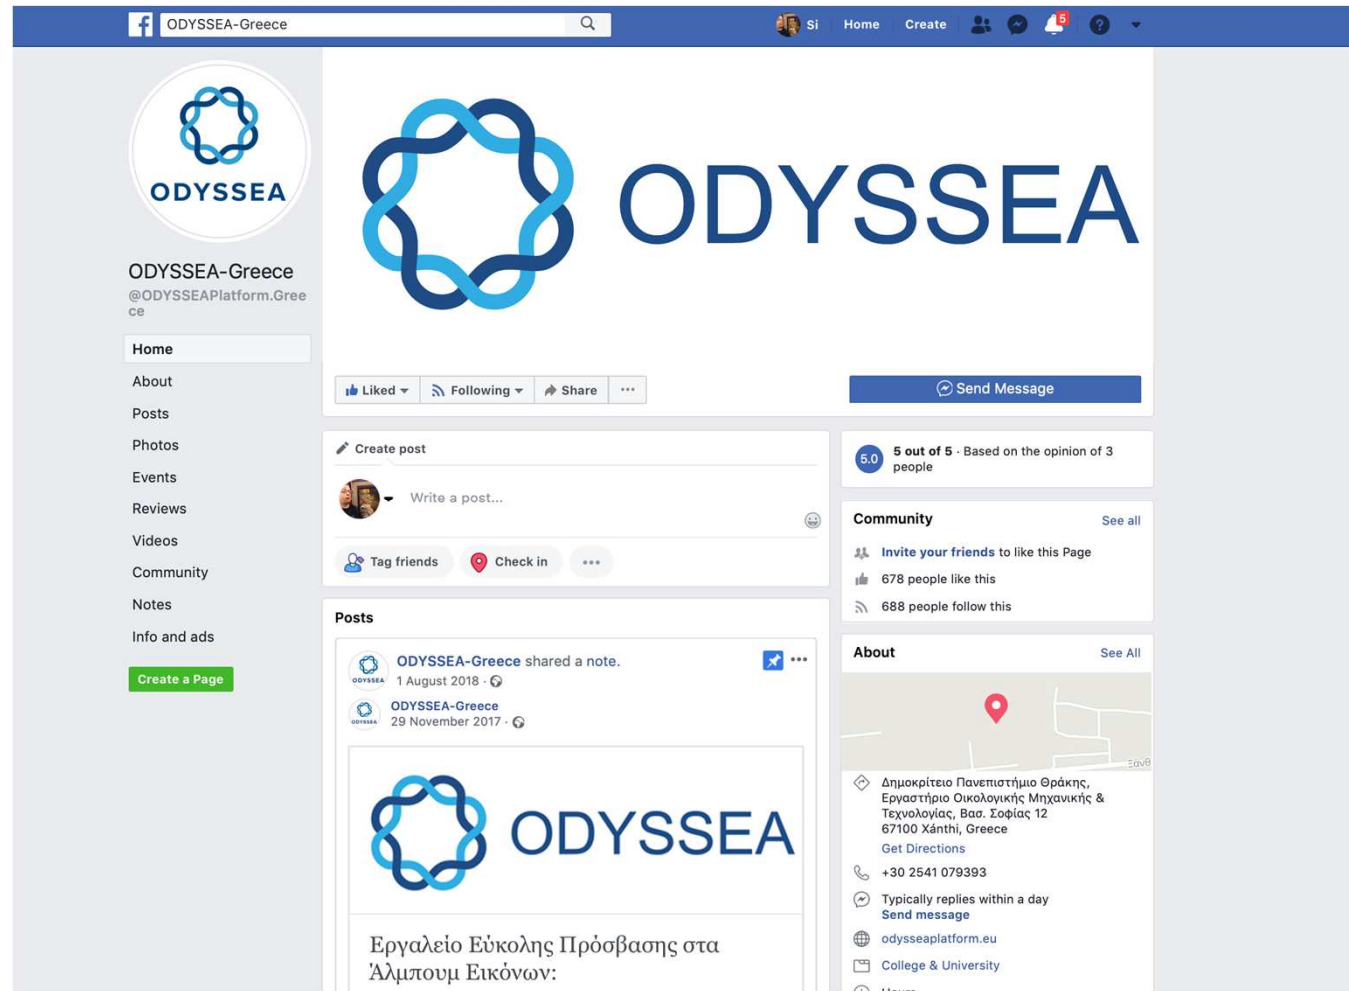 ODYSSEA-Greece
Si Home Create 5
ODYSSEA
ODYSSEA
ODYSSEA-Greece
@ODYSSEAPlatform.Gree
ce
Home
About
Posts
Photos
Events
Reviews
Videos
Community
Notes
Info and ads
Create a Page
Liked Following Share
Send Message
Create post
Write a post...
Tag friends Check in
Posts
ODYSSEA-Greece shared a note.
1 August 2018 ·
ODYSSEA
ODYSSEA-Greece
29 November 2017 ·
ODYSSEA
ODYSSEA
Εργαλείο Εύκολης Πρόσβασης στα
Άλμπουμ Εικόνων:
5.0
5 out of 5 · Based on the opinion of 3
people
Community See all
Invite your friends to like this Page
678 people like this
688 people follow this
About See All
Ξανθ
Δημοκρίτειο Πανεπιστήμιο Θράκης,
Εργαστήριο Οικολογικής Μηχανικής &
Τεχνολογίας, Βασ. Σοφίας 12
67100 Xánthi, Greece
Get Directions
+30 2541 079393
Typically replies within a day
Send message
odysseaplatform.eu
College & University
Hours